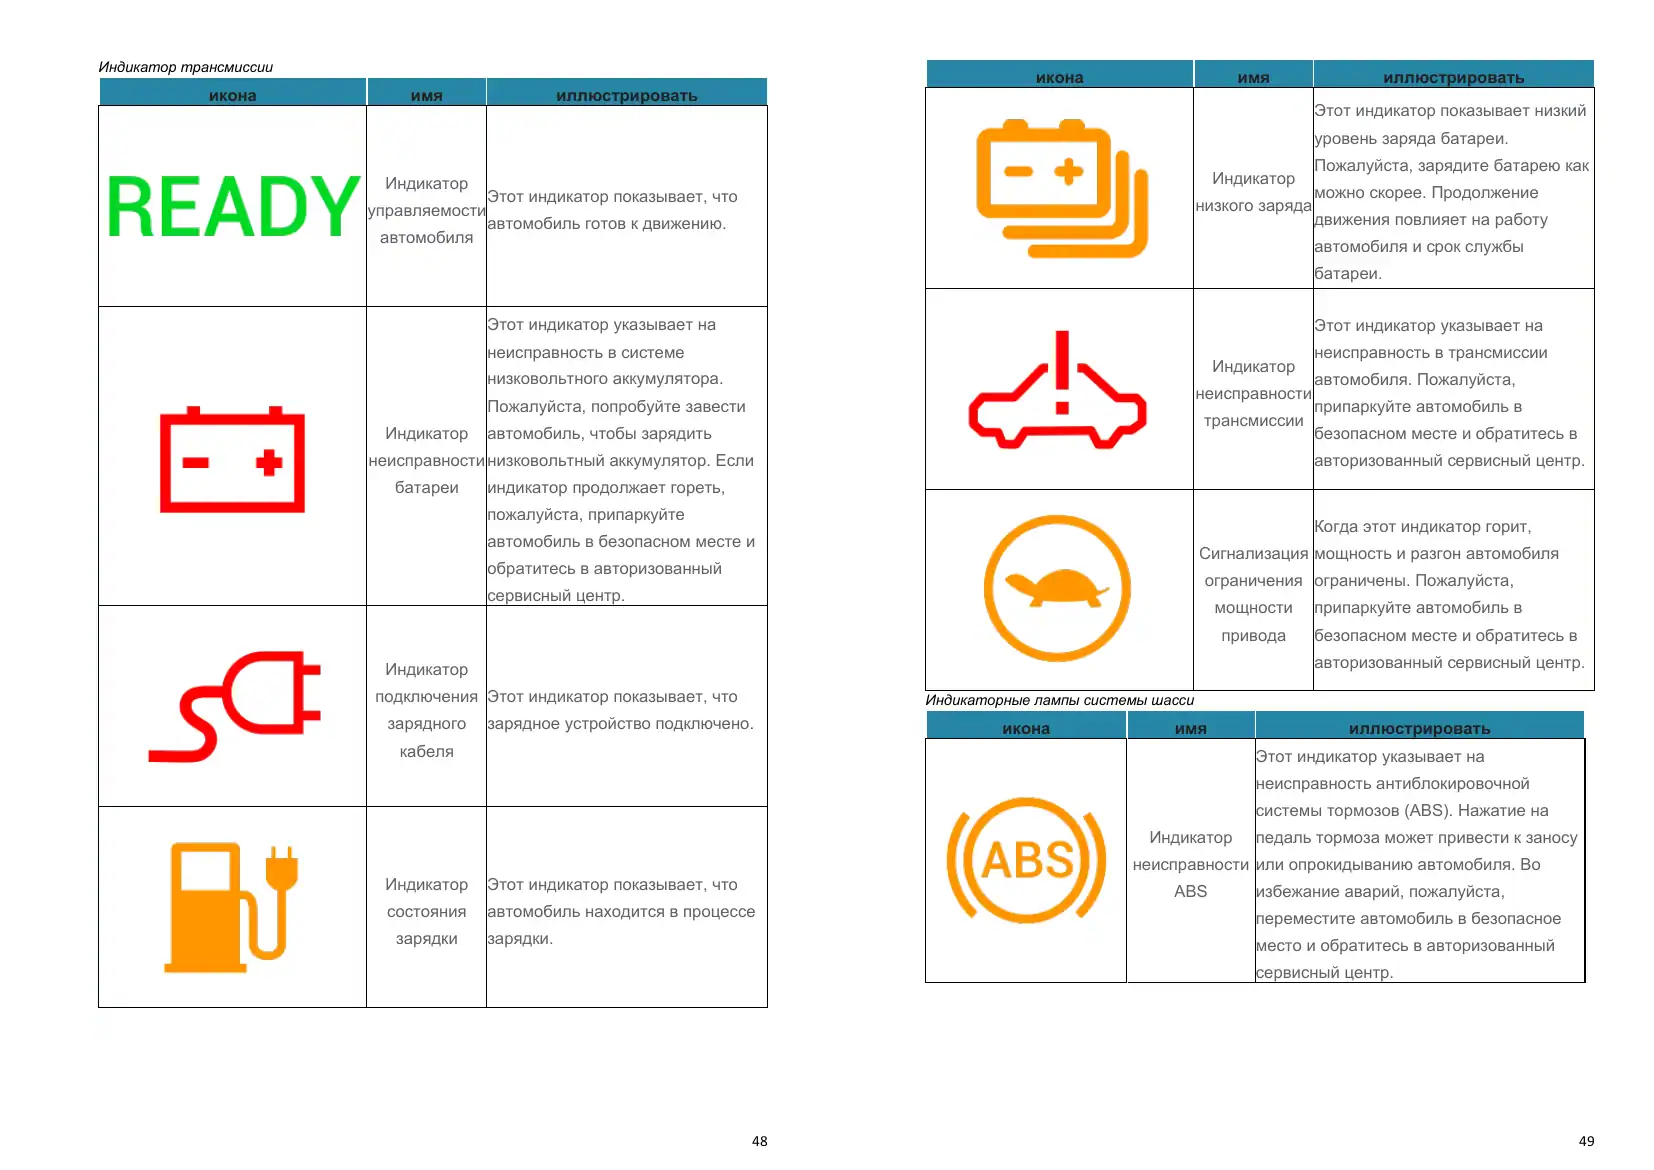 Индикатор трансмиссии
икона имя иллюстрировать
READY
Индикатор
управляемости
автомобиля
Этот индикатор показывает, что
автомобиль готов к движению.
Индикатор
неисправности
батареи
Этот индикатор указывает на
неисправность в системе
низковольтного аккумулятора.
Пожалуйста, попробуйте завести
автомобиль, чтобы зарядить
низковольтный аккумулятор. Если
индикатор продолжает гореть,
пожалуйста, припаркуйте
автомобиль в безопасном месте и
обратитесь в авторизованный
сервисный центр.
Индикатор
подключения
зарядного
кабеля
Этот индикатор показывает, что
зарядное устройство подключено.
Индикатор
состояния
зарядки
Этот индикатор показывает, что
автомобиль находится в процессе
зарядки.
48
икона имя иллюстрировать
Индикатор
низкого заряда
Этот индикатор показывает низкий
уровень заряда батареи.
Пожалуйста, зарядите батарею как
можно скорее. Продолжение
движения повлияет на работу
автомобиля и срок службы
батареи.
Индикатор
неисправности
трансмиссии
Этот индикатор указывает на
неисправность в трансмиссии
автомобиля. Пожалуйста,
припаркуйте автомобиль в
безопасном месте и обратитесь в
авторизованный сервисный центр.
Сигнализация
ограничения
мощности
привода
Когда этот индикатор горит,
мощность и разгон автомобиля
ограничены. Пожалуйста,
припаркуйте автомобиль в
безопасном месте и обратитесь в
авторизованный сервисный центр.
Индикаторные лампы системы шасси
икона имя иллюстрировать
ABS
Индикатор
неисправности
ABS
Этот индикатор указывает на
неисправность антиблокировочной
системы тормозов (ABS). Нажатие на
педаль тормоза может привести к заносу
или опрокидыванию автомобиля. Во
избежание аварий, пожалуйста,
переместите автомобиль в безопасное
место и обратитесь в авторизованный
сервисный центр.
49